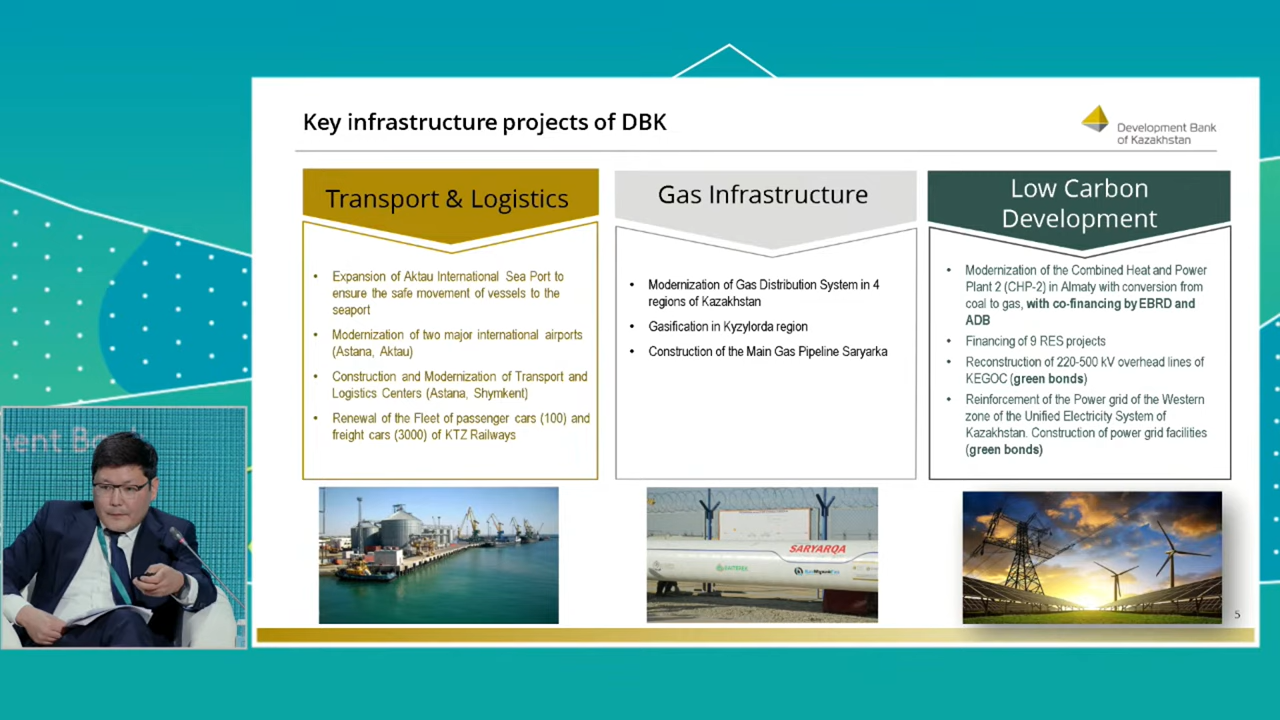 Key infrastructure projects of DBK
Development Bank
of Kazakhstan
Transport & Logistics
• Expansion of Aktau International Sea Port to
ensure the safe movement of vessels to the
seaport
• Modernization of two major international airports
(Astana, Aktau)
• Construction and Modernization of Transport and
Logistics Centers (Astana, Shymkent)
• Renewal of the Fleet of passenger cars (100) and
freight cars (3000) of KTZ Railways
Gas Infrastructure
• Modernization of Gas Distribution System in 4
regions of Kazakhstan
• Gasification in Kyzylorda region
• Construction of the Main Gas Pipeline Saryarka
Low Carbon
Development
• Modernization of the Combined Heat and Power
Plant 2 (CHP-2) in Almaty with conversion from
coal to gas, with co-financing by EBRD and
ADB
• Financing of 9 RES projects
• Reconstruction of 220-500 kV overhead lines of
KEGOC (green bonds)
• Reinforcement of the Power grid of the Western
zone of the Unified Electricity System of
Kazakhstan. Construction of power grid facilities
(green bonds)
SARYARQA
5